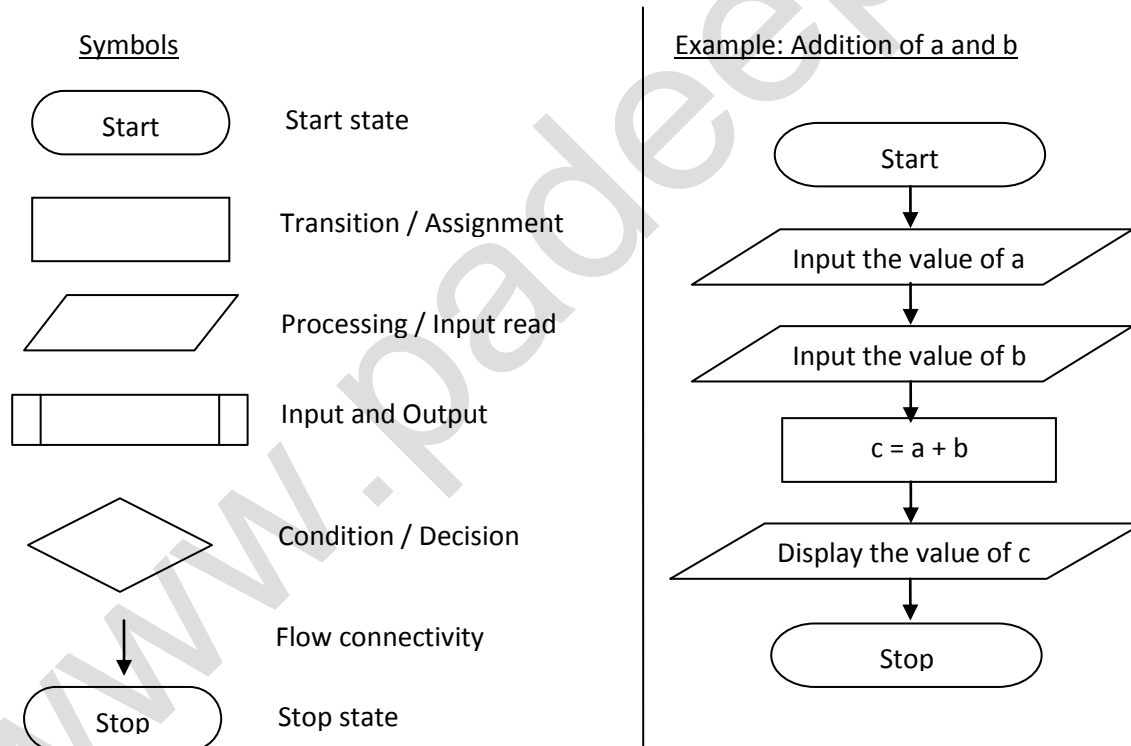 Symbols
Start
Start state
Transition / Assignment
Processing / Input read
Input and Output
Condition / Decision
Flow connectivity
Stop
Stop state
Example: Addition of a and b
Start
Input the value of a
Input the value of b
c = a + b
Display the value of c
Stop
www.padeep